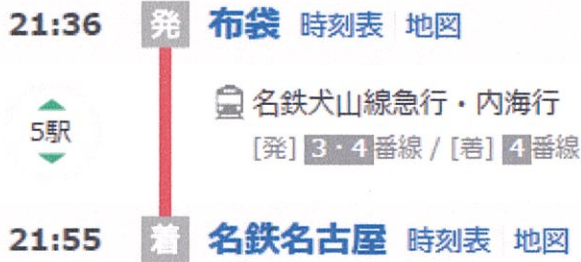 21:36 発 布袋 時刻表 地図
名鉄犬山線急行・内海行
5駅
[発] 3・4番線 / [着] 4番線
21:55 着 名鉄名古屋 時刻表 地図